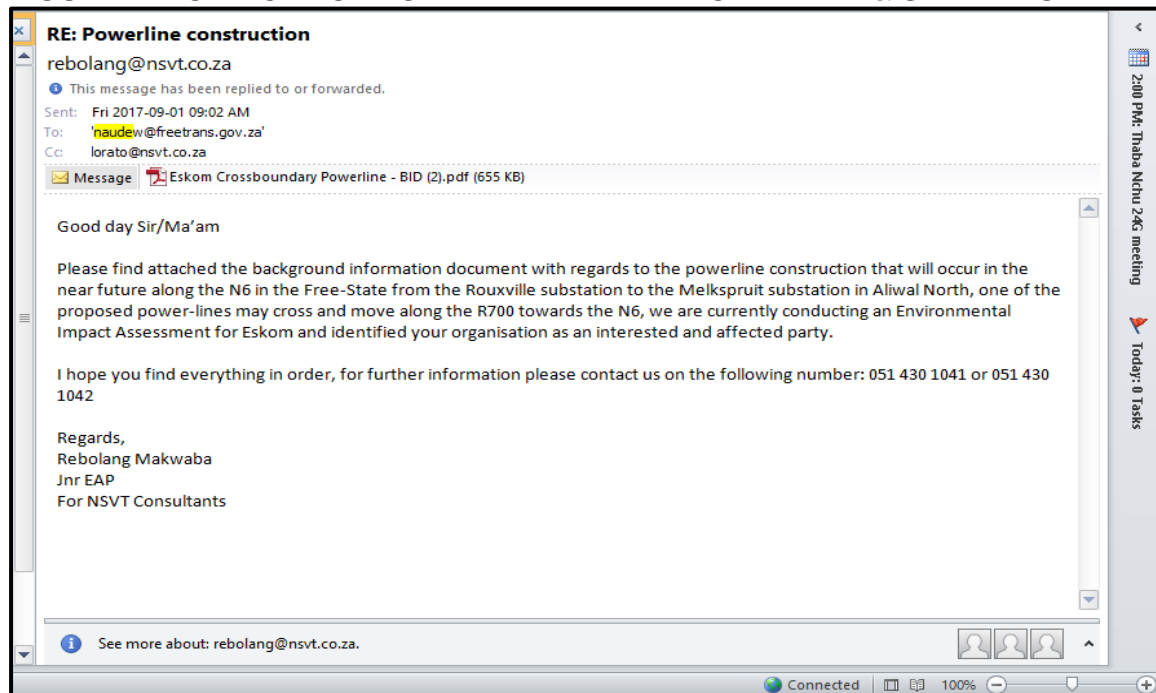 RE: Powerline construction
rebolang@nsvt.co.za
This message has been replied to or forwarded.
Sent: Fri 2017-09-01 09:02 AM
To: 'naudew@freetrans.gov.za'
Cc: lorato@nsvt.co.za
Message Eskom Crossboundary Powerline - BID (2).pdf (655 KB)
Good day Sir/Ma'am
Please find attached the background information document with regards to the powerline construction that will occur in the
near future along the N6 in the Free-State from the Rouxville substation to the Melkspruit substation in Aliwal North, one of the
proposed power-lines may cross and move along the R700 towards the N6, we are currently conducting an Environmental
Impact Assessment for Eskom and identified your organisation as an interested and affected party.
I hope you find everything in order, for further information please contact us on the following number: 051 430 1041 or 051 430
1042
Regards,
Rebolang Makwaba
Jnr EAP
For NSVT Consultants
See more about: rebolang@nsvt.co.za.
Connected 100%
2:00 PM: Thaba Nchu 24G meeting
Today: 0 Tasks